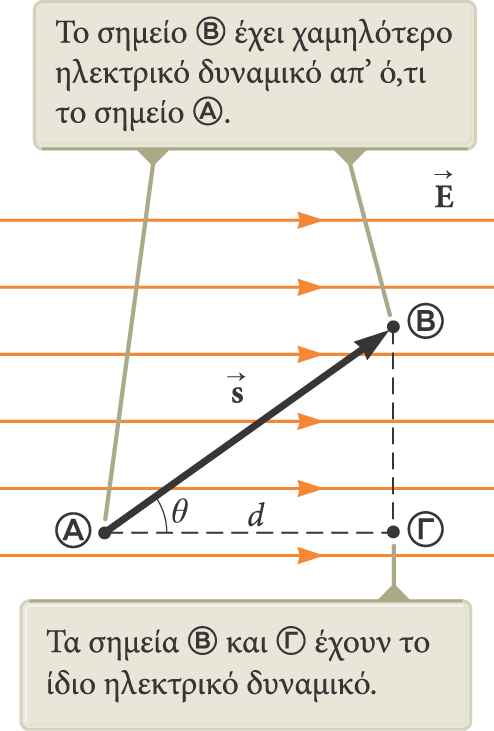 Το σημείο Β έχει χαμηλότερο
ηλεκτρικό δυναμικό απ’ ό,τι
το σημείο Α.
E
Β
s
θ
d
Α
Γ
Τα σημεία Β και Γ έχουν το
ίδιο ηλεκτρικό δυναμικό.